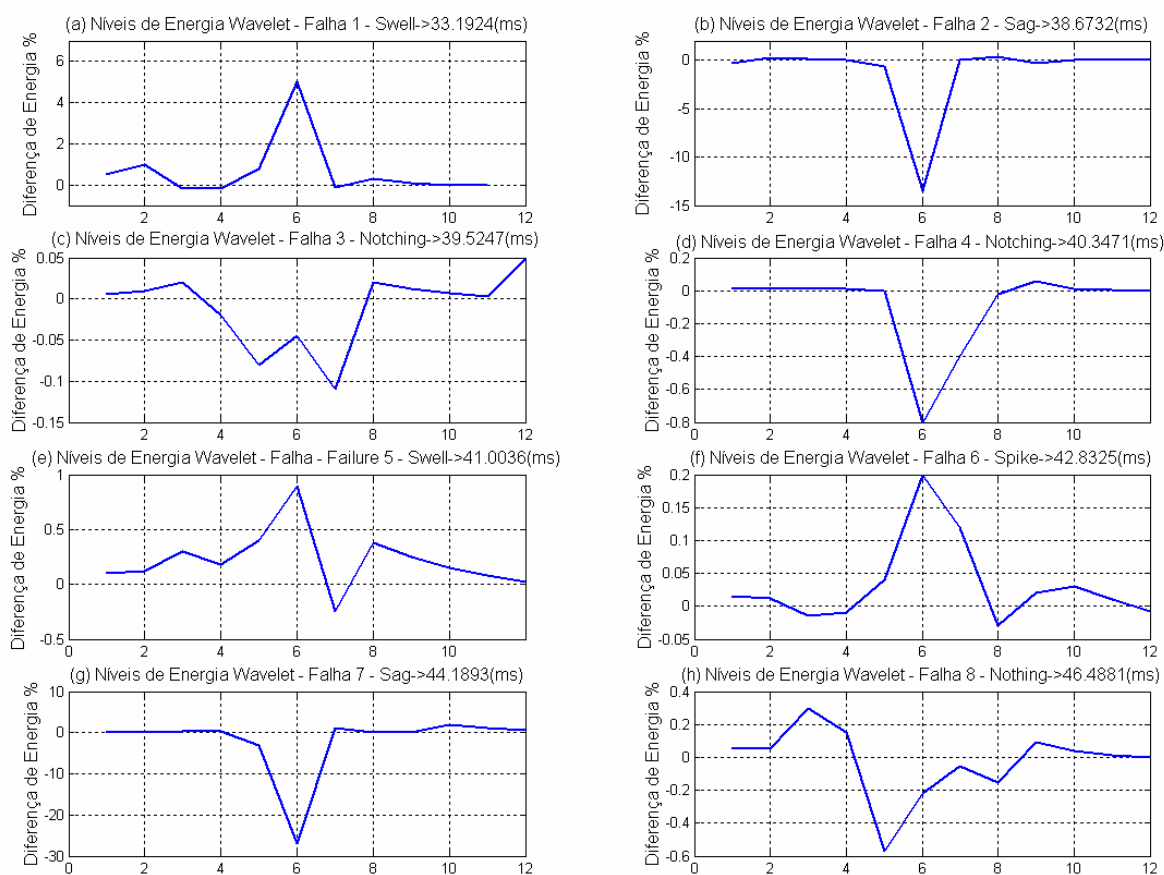 (a) Níveis de Energia Wavelet - Falha 1 - Swell->33.1924(ms)
Diferença de Energia %
6
4
2
0
2 4 6 8 10 12
(b) Níveis de Energia Wavelet - Falha 2 - Sag->38.6732(ms)
Diferença de Energia %
0
-5
-10
-15
0 2 4 6 8 10 12
(c) Níveis de Energia Wavelet - Falha 3 - Notching->39.5247(ms)
Diferença de Energia %
0.05
0
-0.05
-0.1
-0.15
2 4 6 8 10 12
(d) Níveis de Energia Wavelet - Falha 4 - Notching->40.3471(ms)
Diferença de Energia %
0.2
0
-0.2
-0.4
-0.6
-0.8
0 2 4 6 8 10
(e) Níveis de Energia Wavelet - Falha - Failure 5 - Swell->41.0036(ms)
Diferença de Energia %
1
0.5
0
-0.5
2 4 6 8 10 12
(f) Níveis de Energia Wavelet - Falha 6 - Spike->42.8325(ms)
Diferença de Energia %
0.2
0.15
0.1
0.05
0
-0.05
0 2 4 6 8 10 12
(g) Níveis de Energia Wavelet - Falha 7 - Sag->44.1893(ms)
Diferença de Energia %
10
0
-10
-20
-30
2 4 6 8 10 12
(h) Níveis de Energia Wavelet - Falha 8 - Nothing->46.4881(ms)
Diferença de Energia %
0.4
0.2
0
-0.2
-0.4
-0.6
0 2 4 6 8 10 12